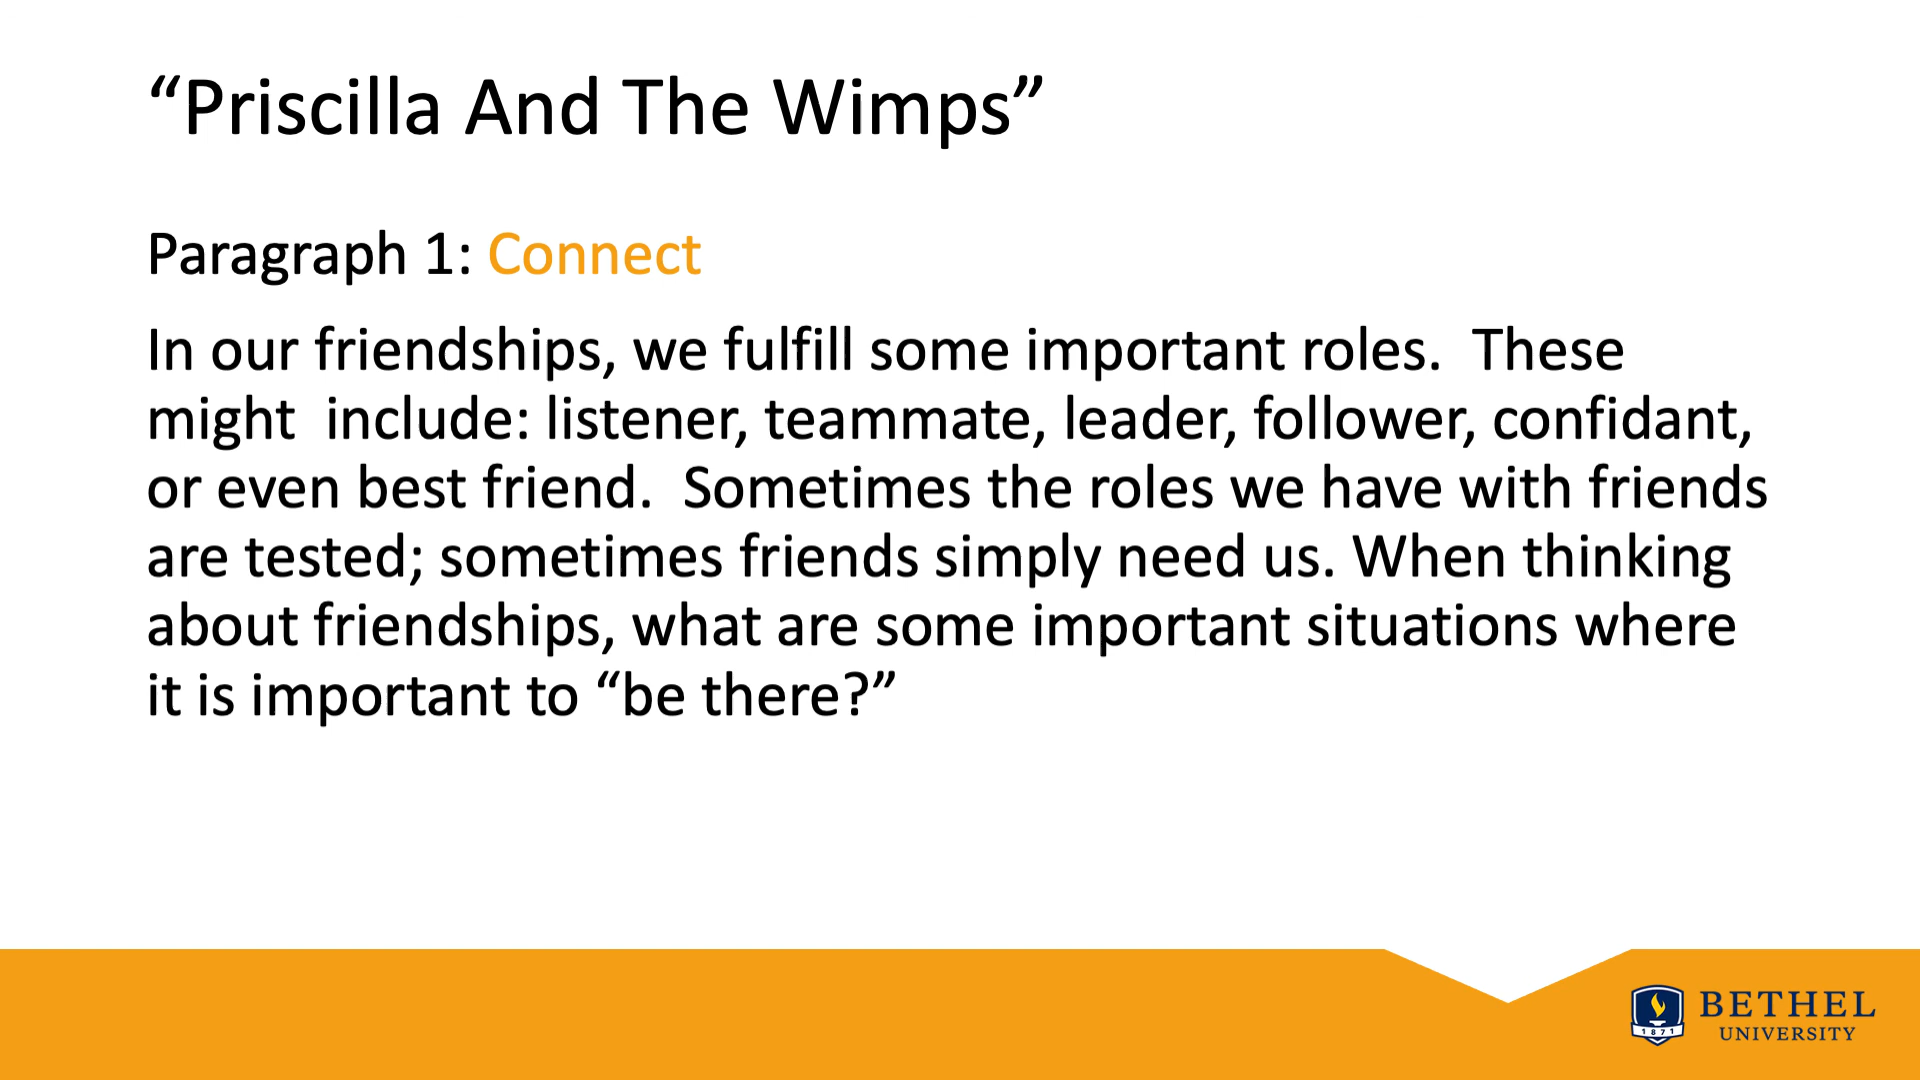 “Priscilla And The Wimps”
Paragraph 1: Connect
In our friendships, we fulfill some important roles.  These
might  include: listener, teammate, leader, follower, confidant,
or even best friend.  Sometimes the roles we have with friends
are tested; sometimes friends simply need us. When thinking
about friendships, what are some important situations where
it is important to “be there?”
1871
BETHEL
UNIVERSITY